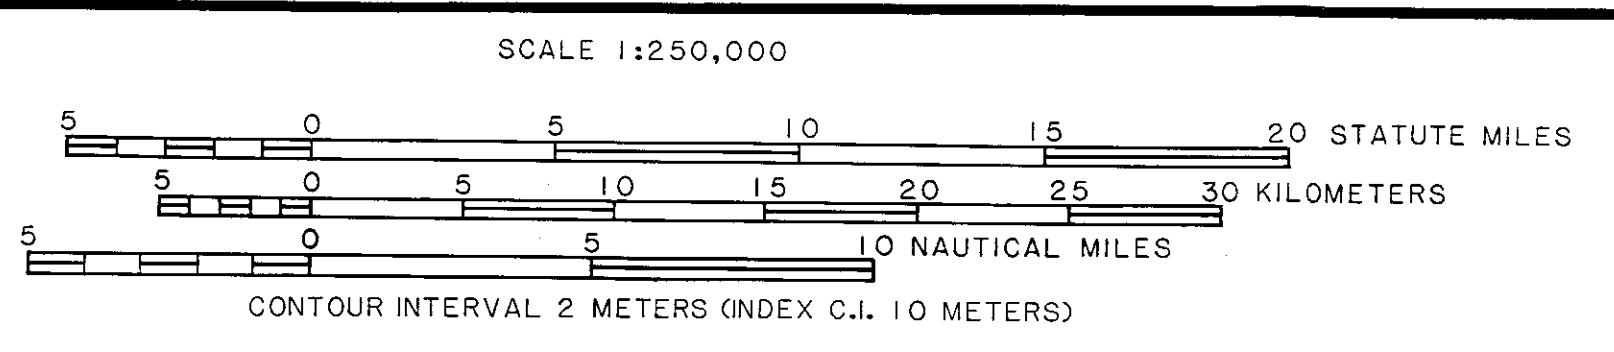 SCALE 1:250,000
5 0 5 10 15 20 STATUTE MILES
5 0 5 10 15 20 25 30 KILOMETERS
5 0 5 10 NAUTICAL MILES
CONTOUR INTERVAL 2 METERS (INDEX C.I. 10 METERS)